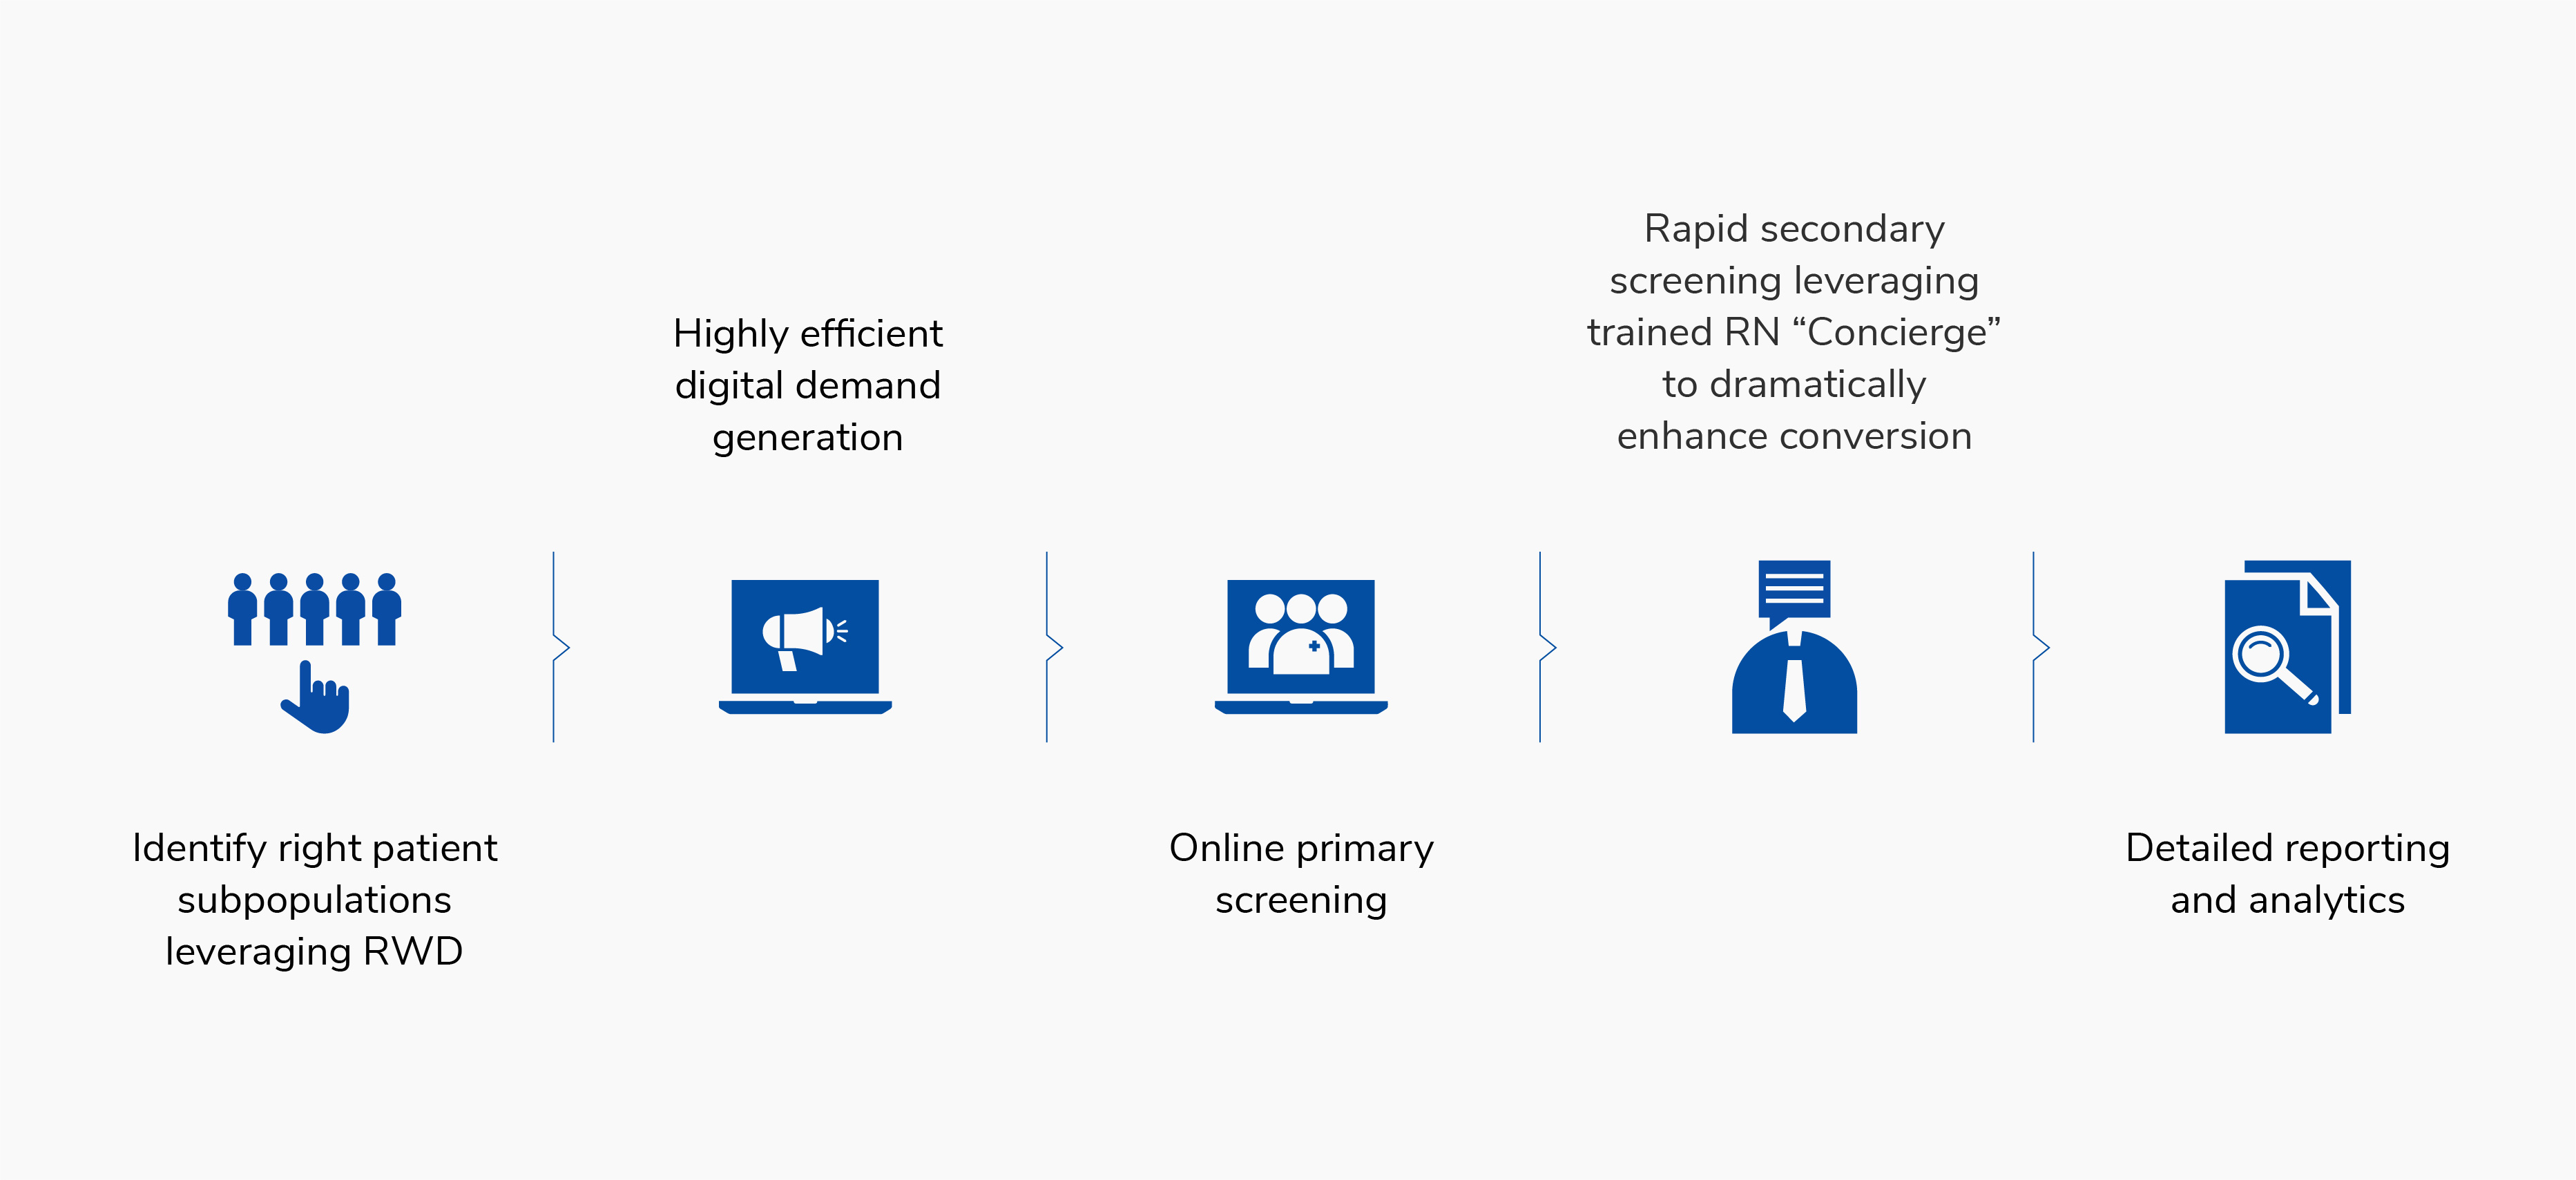 Identify right patient
subpopulations
leveraging RWD
Highly efficient
digital demand
generation
Online primary
screening
Rapid secondary
screening leveraging
trained RN “Concierge”
to dramatically
enhance conversion
Detailed reporting
and analytics